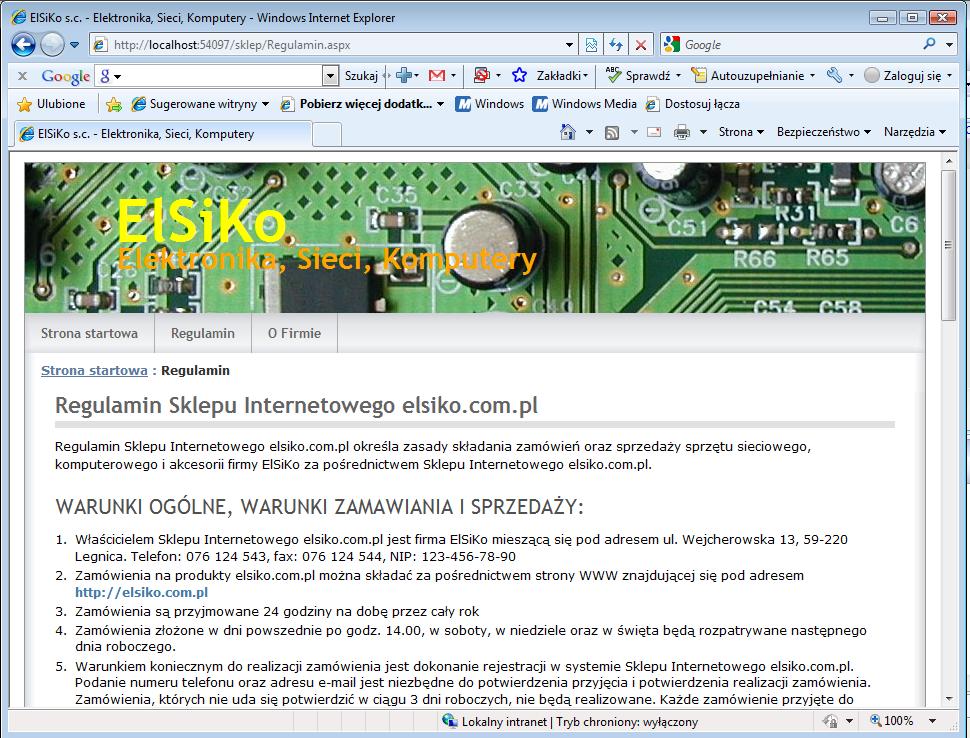 ElSiKo s.c. - Elektronika, Sieci, Komputery - Windows Internet Explorer
http://localhost:54097/sklep/Regulamin.aspx
Google
x Google Szukaj Zakładki Sprawdź Autouzupełnianie Zaloguj się
Ulubione Sugerowane witryny Pobierz więcej dodatk... Windows Windows Media Dostosuj łącza
ElSiKo s.c. - Elektronika, Sieci, Komputery
Strona Bezpieczeństwo Narzędzia
C35
C33
R31
C51
C6
R66
R65
C40
C54
C58
ElSiKo
Elektronika, Sieci, Komputery
Strona startowa Regulamin O Firmie
Strona startowa : Regulamin
Regulamin Sklepu Internetowego elsiko.com.pl
Regulamin Sklepu Internetowego elsiko.com.pl określa zasady składania zamówień oraz sprzedaży sprzętu sieciowego,
komputerowego i akcesorii firmy ElSiKo za pośrednictwem Sklepu Internetowego elsiko.com.pl.
WARUNKI OGÓLNE, WARUNKI ZAMAWIANIA I SPRZEDAŻY:
1. Właścicielem Sklepu Internetowego elsiko.com.pl jest firma ElSiKo mieszącą się pod adresem ul. Wejcherowska 13, 59-220
Legnica. Telefon: 076 124 543, fax: 076 124 544, NIP: 123-456-78-90
2. Zamówienia na produkty elsiko.com.pl można składać za pośrednictwem strony WWW znajdującej się pod adresem
http://elsiko.com.pl
3. Zamówienia są przyjmowane 24 godziny na dobę przez cały rok
4. Zamówienia złożone w dni powszednie po godz. 14.00, w soboty, w niedziele oraz w święta będą rozpatrywane następnego
dnia roboczego.
5. Warunkiem koniecznym do realizacji zamówienia jest dokonanie rejestracji w systemie Sklepu Internetowego elsiko.com.pl.
Podanie numeru telefonu oraz adresu e-mail jest niezbędne do potwierdzenia przyjęcia i potwierdzenia realizacji zamówienia.
Zamówienia, których nie uda się potwierdzić w ciągu 3 dni roboczych, nie będą realizowane. Każde zamówienie przyjęte do
Lokalny intranet | Tryb chroniony: wyłączony
100%